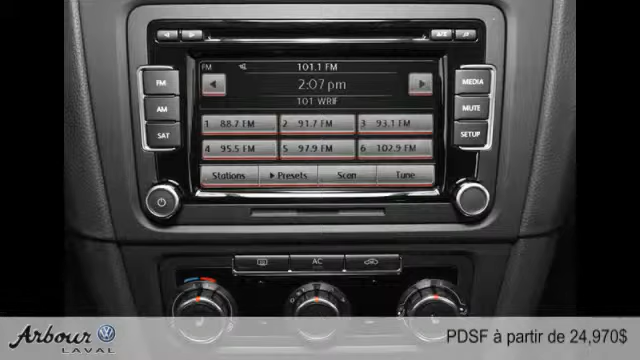 FM 101.1 FM
2:07 pm
101 WRIF
FM
AM
SAT
MEDIA
MUTE
SETUP
1 88.7 FM 2 91.7 FM 3 93.1 FM
4 95.5 FM 5 97.9 FM 6 102.9 FM
Stations Presets Scan Tune
AC
Arbour
LAVAL
PDSF à partir de 24,970$